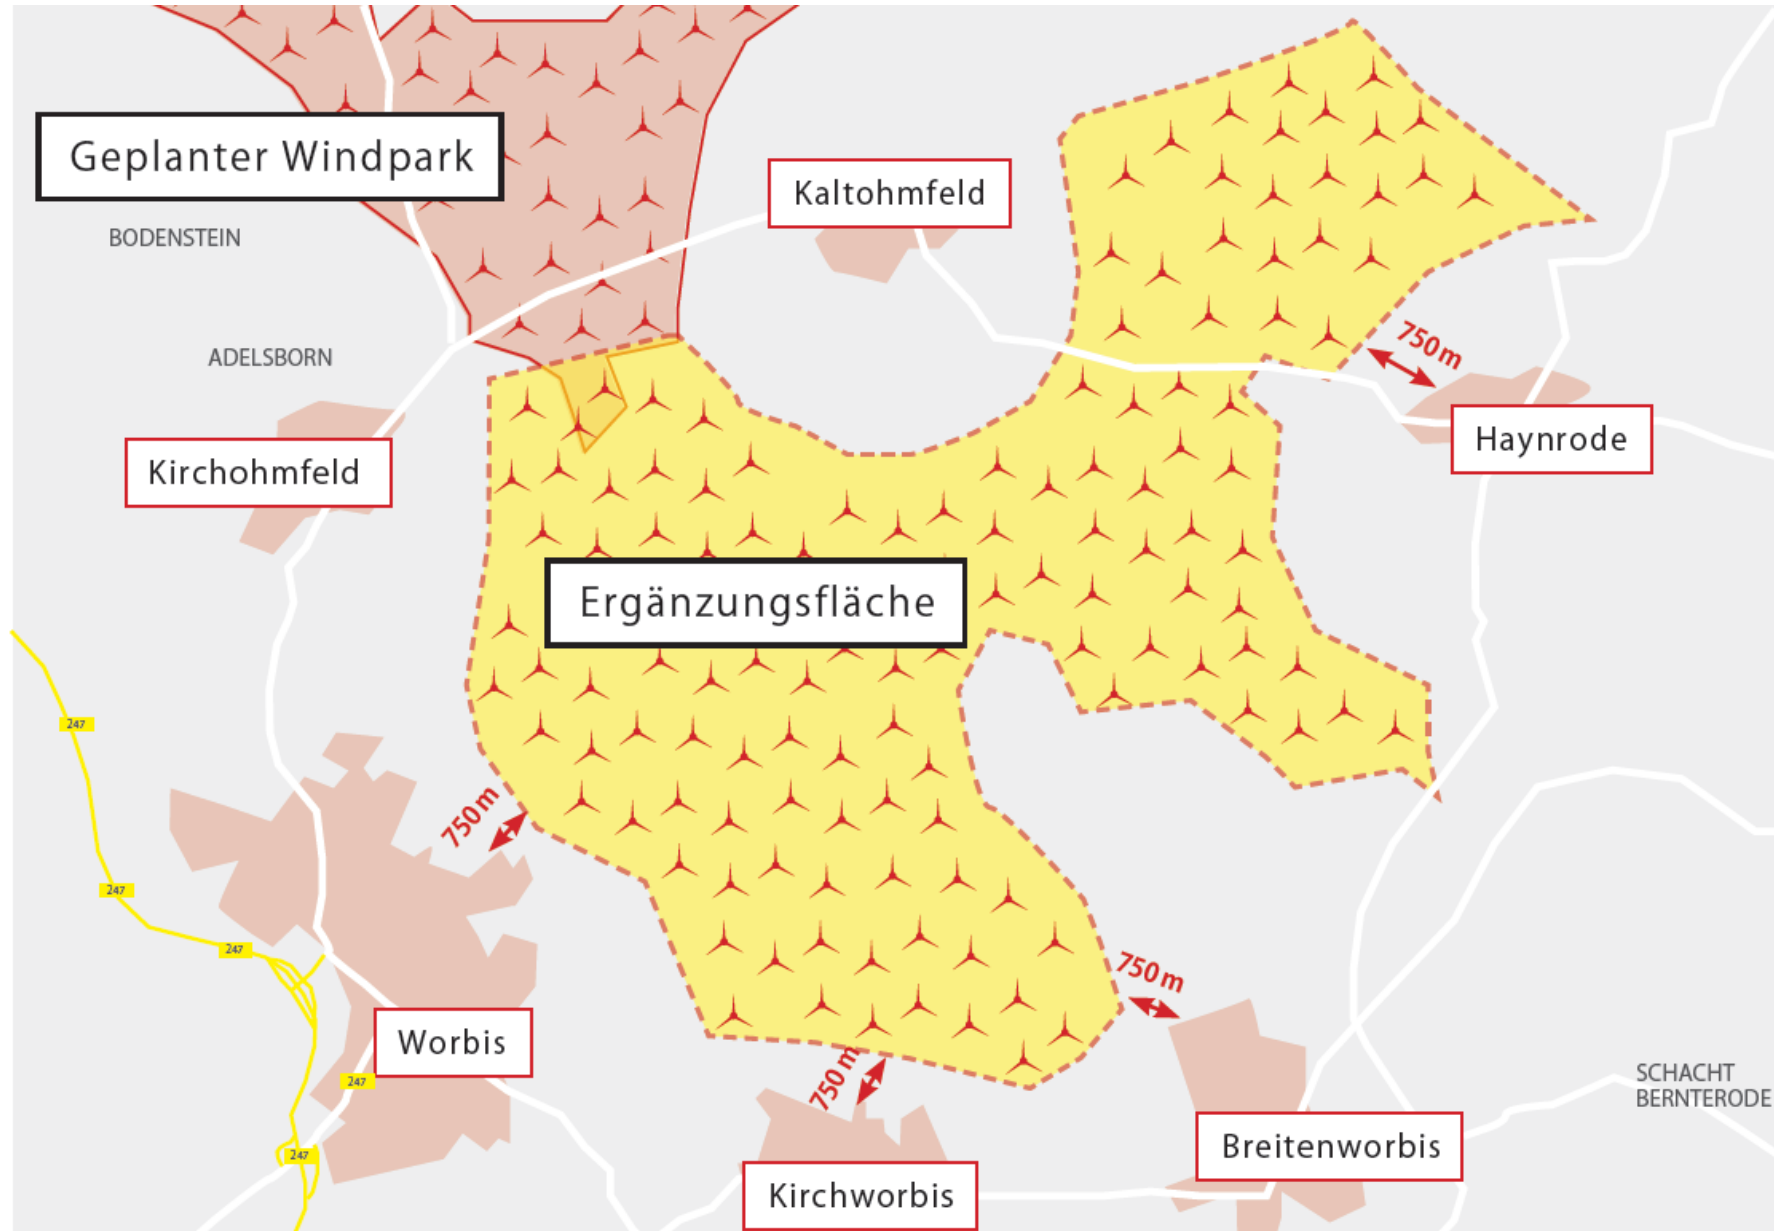 Geplanter Windpark
Kaltohmfeld
BODENSTEIN
ADELSBORN
750 m
Haynrode
Kirchohmfeld
Ergänzungsfläche
247
750 m
247
247
750 m
Worbis
750 m
247
SCHACHT
BERNTERODE
Breitenworbis
247
Kirchworbis